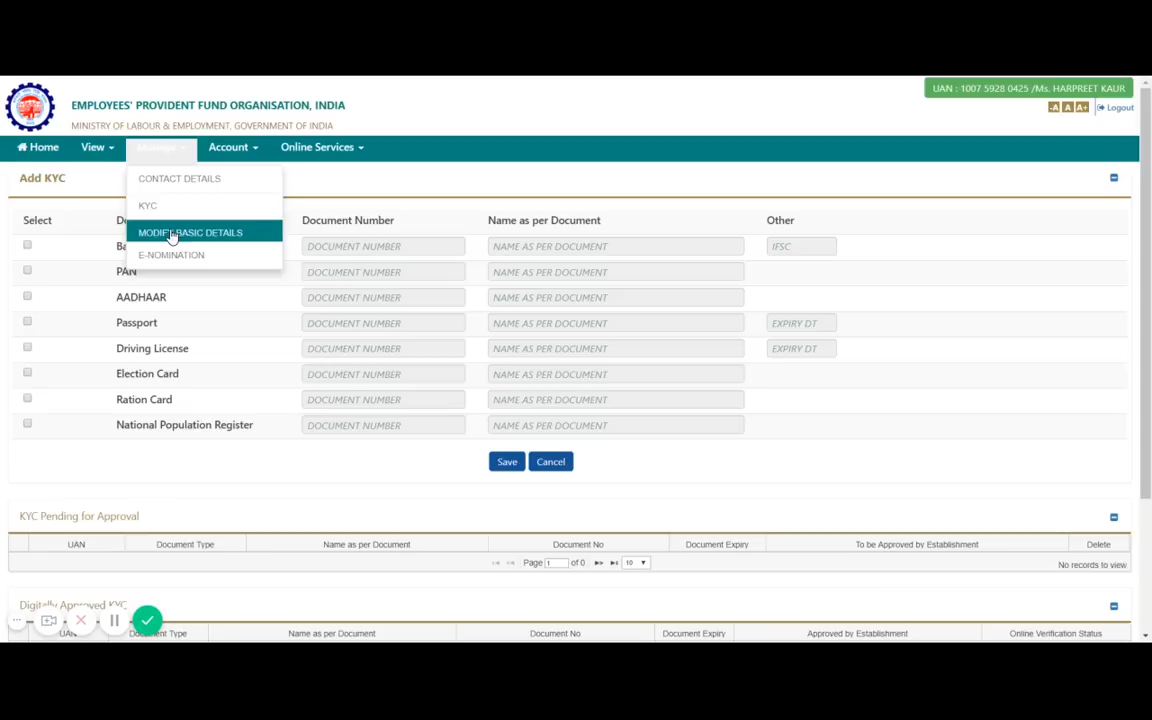 UAN : 1007 5928 0425 /Ms. HARPREET KAUR
EMPLOYEES' PROVIDENT FUND ORGANISATION, INDIA
-A A A+ Logout
MINISTRY OF LABOUR & EMPLOYMENT, GOVERNMENT OF INDIA
Home View Manage Account Online Services
Add KYC
CONTACT DETAILS
KYC
MODIFY BASIC DETAILS
E-NOMINATION
Select Document Number Name as per Document Other
DOCUMENT NUMBER NAME AS PER DOCUMENT IFSC
PAN DOCUMENT NUMBER NAME AS PER DOCUMENT
AADHAAR DOCUMENT NUMBER NAME AS PER DOCUMENT
Passport DOCUMENT NUMBER NAME AS PER DOCUMENT EXPIRY DT
Driving License DOCUMENT NUMBER NAME AS PER DOCUMENT EXPIRY DT
Election Card DOCUMENT NUMBER NAME AS PER DOCUMENT
Ration Card DOCUMENT NUMBER NAME AS PER DOCUMENT
National Population Register DOCUMENT NUMBER NAME AS PER DOCUMENT
Save Cancel
KYC Pending for Approval
UAN Document Type Name as per Document Document No Document Expiry To be Approved by Establishment Delete
Page 1 of 0 10 No records to view
Digitally Approved KYC
UAN Document Type Name as per Document Document No Document Expiry Approved by Establishment Online Verification Status